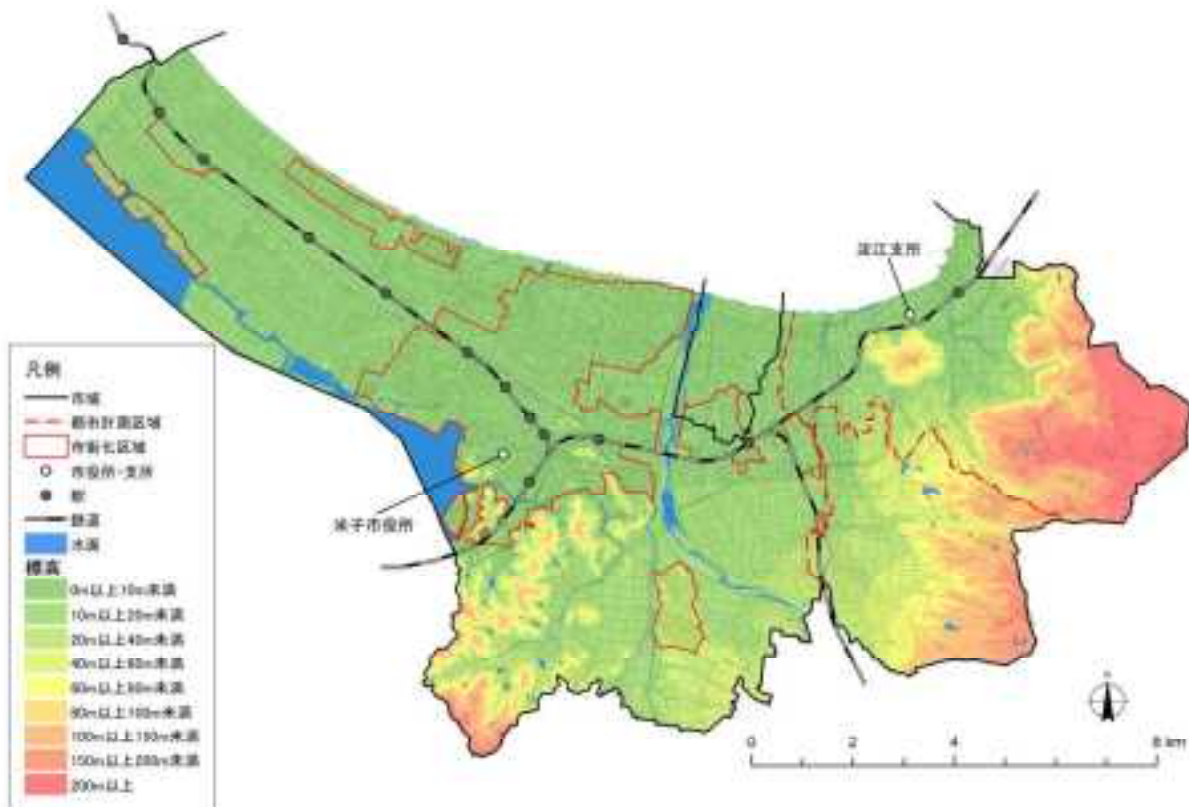 淀江支所
米子市役所
凡例
市域
都市計画区域
市街化区域
市役所・支所
駅
鉄道
水面
標高
0m以上10m未満
10m以上20m未満
20m以上40m未満
40m以上60m未満
60m以上80m未満
80m以上100m未満
100m以上150m未満
150m以上200m未満
200m以上
N
0 2 4 8 km